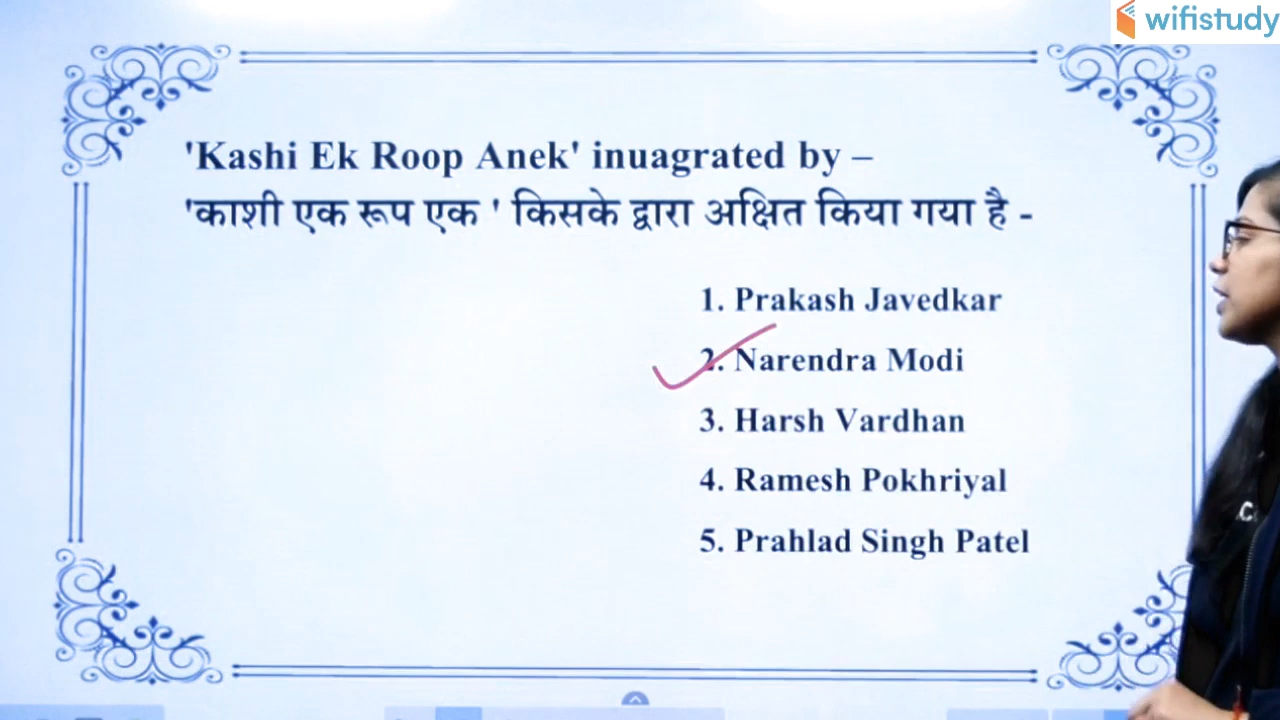 wifistudy
'Kashi Ek Roop Anek' inuagrated by –
'काशी एक रूप एक ' किसके द्वारा अक्षित किया गया है -
1. Prakash Javedkar
2. Narendra Modi
3. Harsh Vardhan
4. Ramesh Pokhriyal
5. Prahlad Singh Patel